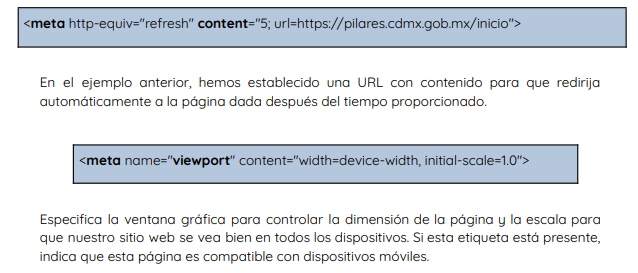 <meta http-equiv="refresh" content="5; url=https://pilares.cdmx.gob.mx/inicio">
En el ejemplo anterior, hemos establecido una URL con contenido para que redirija
automáticamente a la página dada después del tiempo proporcionado.
<meta name="viewport" content="width=device-width, initial-scale=1.0">
Especifica la ventana gráfica para controlar la dimensión de la página y la escala para
que nuestro sitio web se vea bien en todos los dispositivos. Si esta etiqueta está presente,
indica que esta página es compatible con dispositivos móviles.